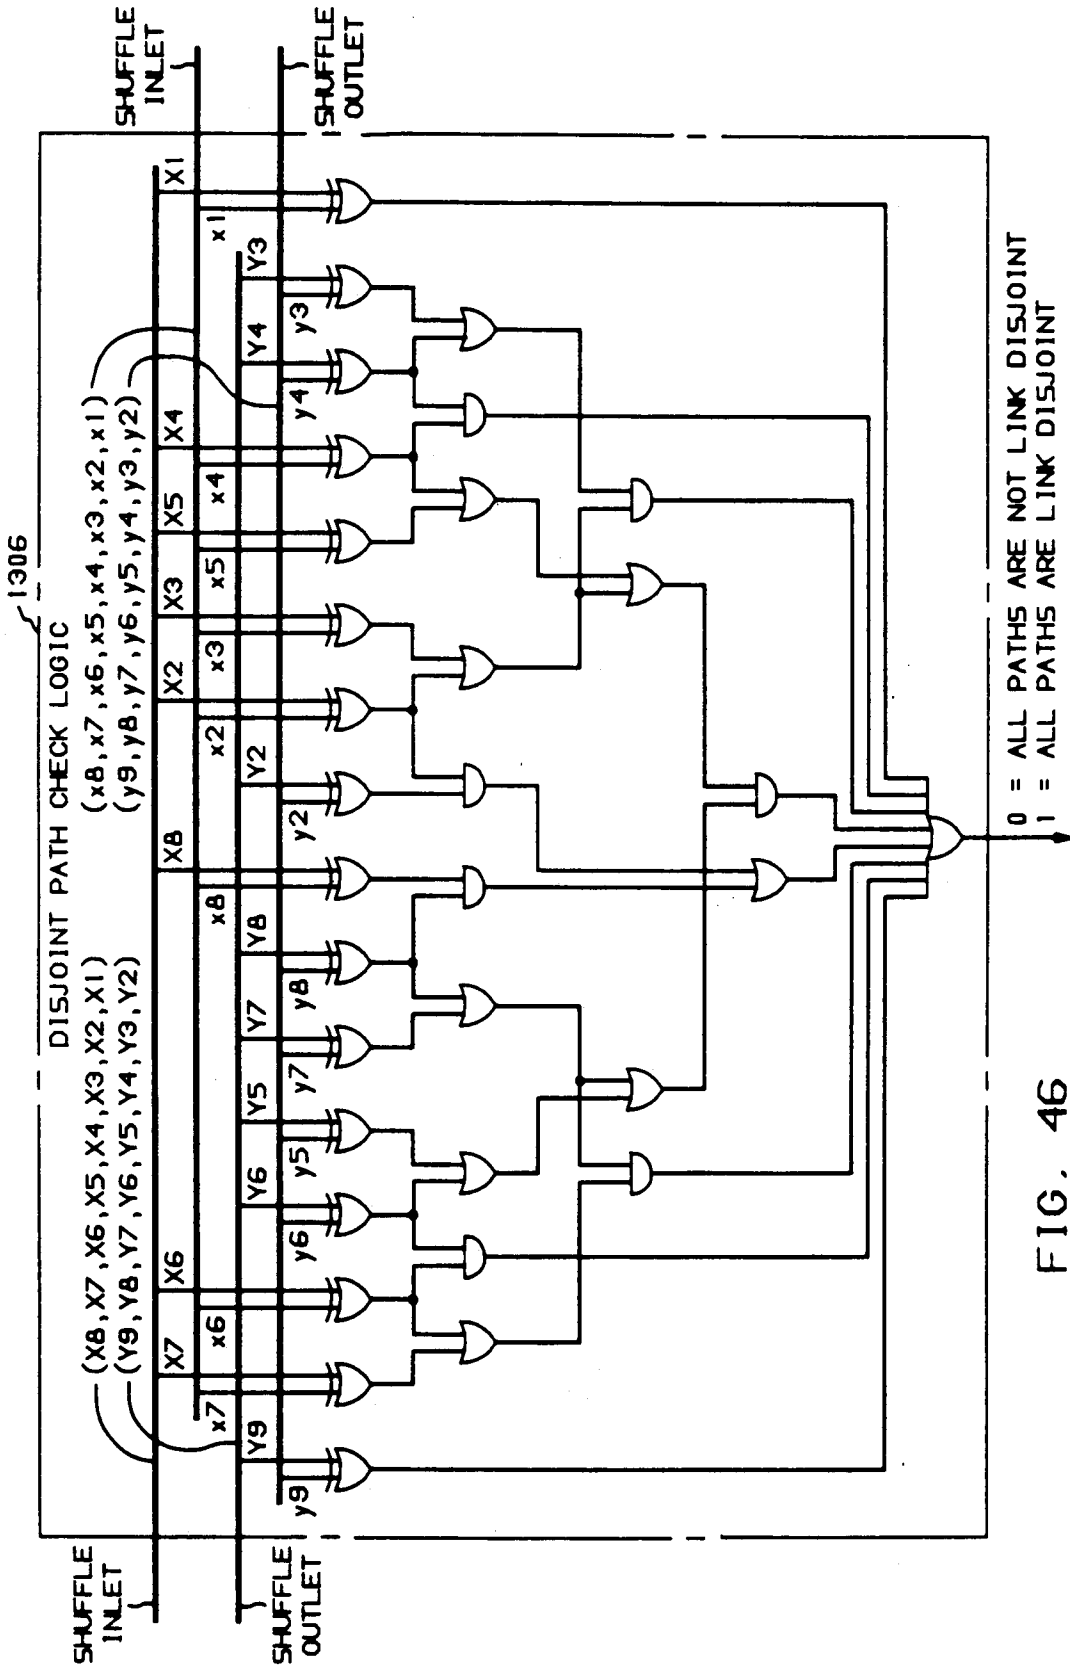 1306
DISJOINT PATH CHECK LOGIC
SHUFFLE
INLET
(X8,X7,X6,X5,X4,X3,X2,X1)
(Y9,Y8,Y7,Y6,Y5,Y4,Y3,Y2)
(x8,x7,x6,x5,x4,x3,x2,x1)
(y9,y8,y7,y6,y5,y4,y3,y2)
SHUFFLE
INLET
X7 X6 X8 X2 X3 X5 X4 X1
x7 x6 x8 x2 x3 x5 x4 x1
Y9 Y6 Y5 Y7 Y8 Y2 Y4 Y3
y9 y6 y5 y7 y8 y2 y4 y3
SHUFFLE
OUTLET
SHUFFLE
OUTLET
0 = ALL PATHS ARE NOT LINK DISJOINT
1 = ALL PATHS ARE LINK DISJOINT
FIG. 46